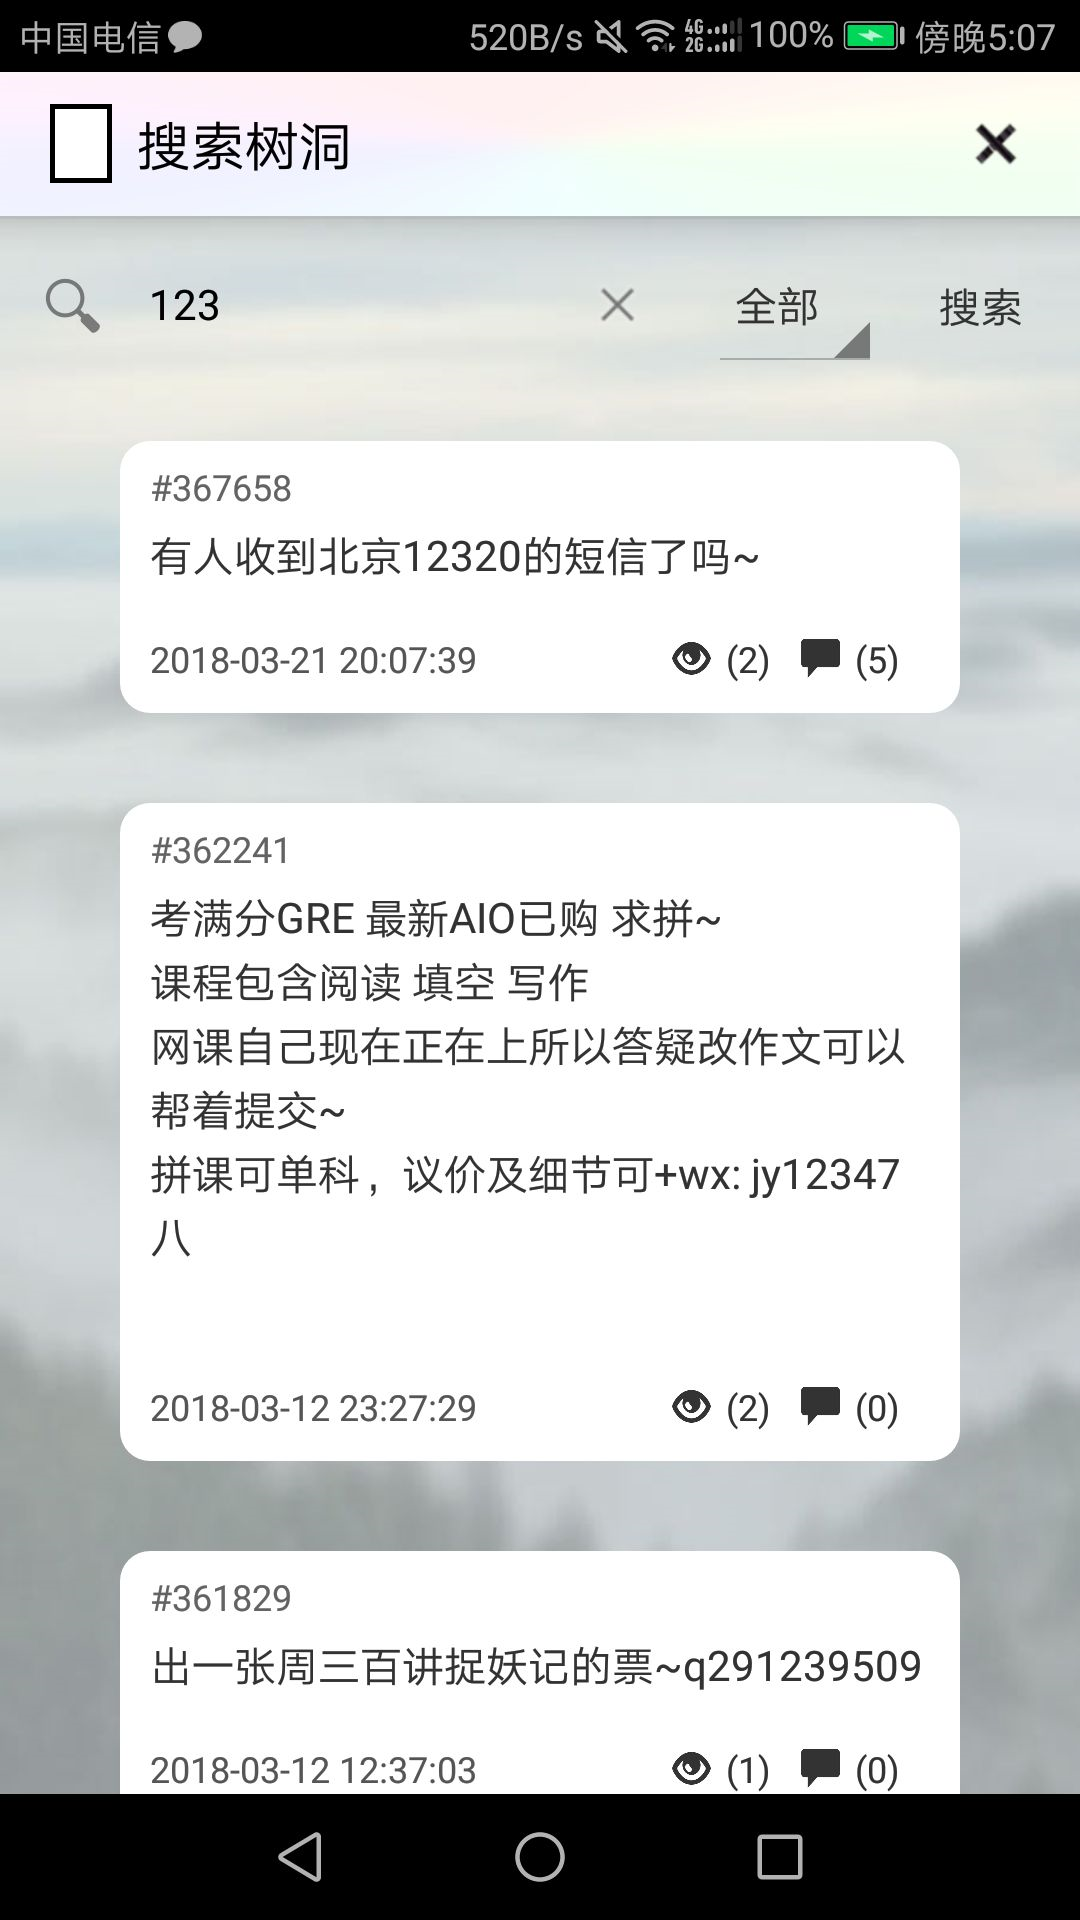 中国电信 520B/s 4G 2G 100% 傍晚5:07
搜索树洞
123 全部 搜索
#367658
有人收到北京12320的短信了吗~
2018-03-21 20:07:39 (2) (5)
#362241
考满分GRE 最新AIO已购 求拼~
课程包含阅读 填空 写作
网课自己现在正在上所以答疑改作文可以
帮着提交~
拼课可单科，议价及细节可+wx: jy12347
八
2018-03-12 23:27:29 (2) (0)
#361829
出一张周三百讲捉妖记的票~q291239509
2018-03-12 12:37:03 (1) (0)